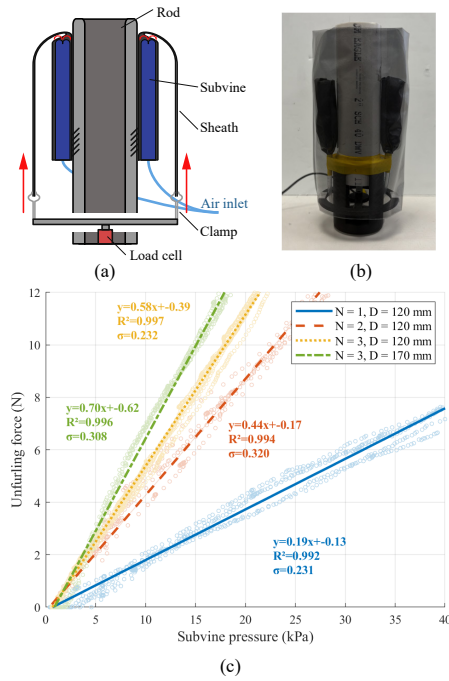 Rod
Subvine
Sheath
Air inlet
Clamp
Load cell
(a)
(b)
12
10
8
6
4
2
0
Unfurling force (N)
y=0.58x+-0.39
R²=0.997
σ=0.232
y=0.70x+-0.62
R²=0.996
σ=0.308
y=0.44x+-0.17
R²=0.994
σ=0.320
y=0.19x+-0.13
R²=0.992
σ=0.231
N = 1, D = 120 mm
N = 2, D = 120 mm
N = 3, D = 120 mm
N = 3, D = 170 mm
0 5 10 15 20 25 30 35 40
Subvine pressure (kPa)
(c)